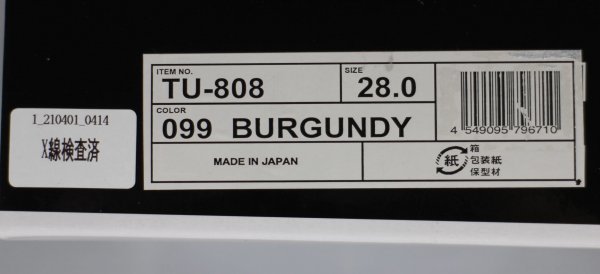 ITEM NO.
TU-808
SIZE
28.0
COLOR
099 BURGUNDY
MADE IN JAPAN
4 549095 796710
紙
箱
包装紙
保型材
1_210401_0414
X線検査済